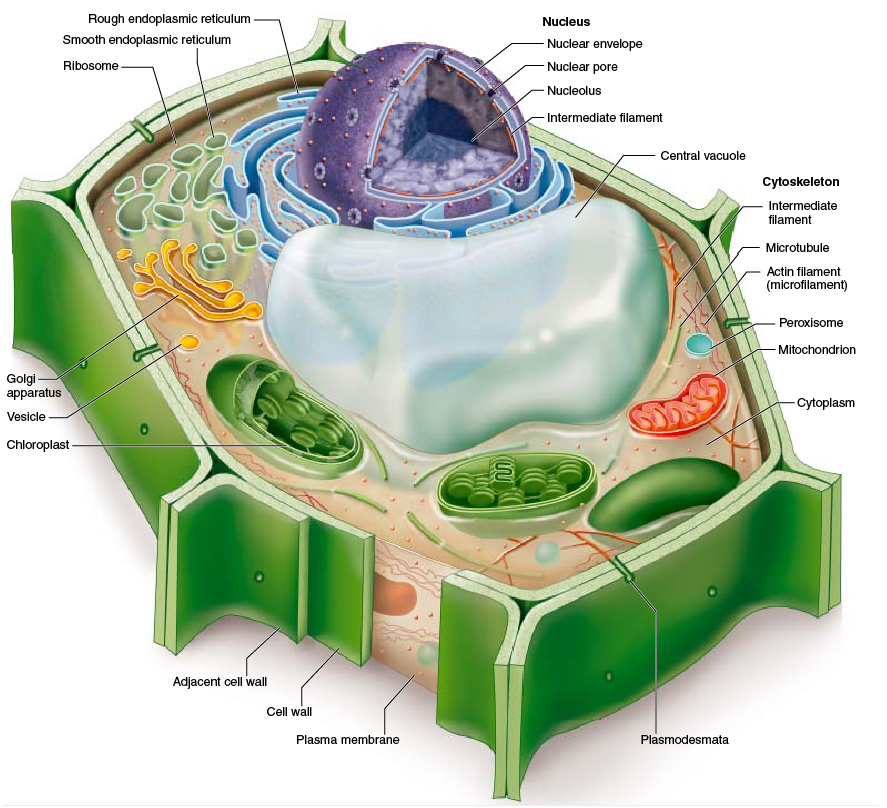 Rough endoplasmic reticulum
Smooth endoplasmic reticulum
Ribosome
Nucleus
Nuclear envelope
Nuclear pore
Nucleolus
Intermediate filament
Central vacuole
Cytoskeleton
Intermediate
filament
Microtubule
Actin filament
(microfilament)
Peroxisome
Mitochondrion
Cytoplasm
Golgi
apparatus
Vesicle
Chloroplast
Adjacent cell wall
Cell wall
Plasma membrane
Plasmodesmata